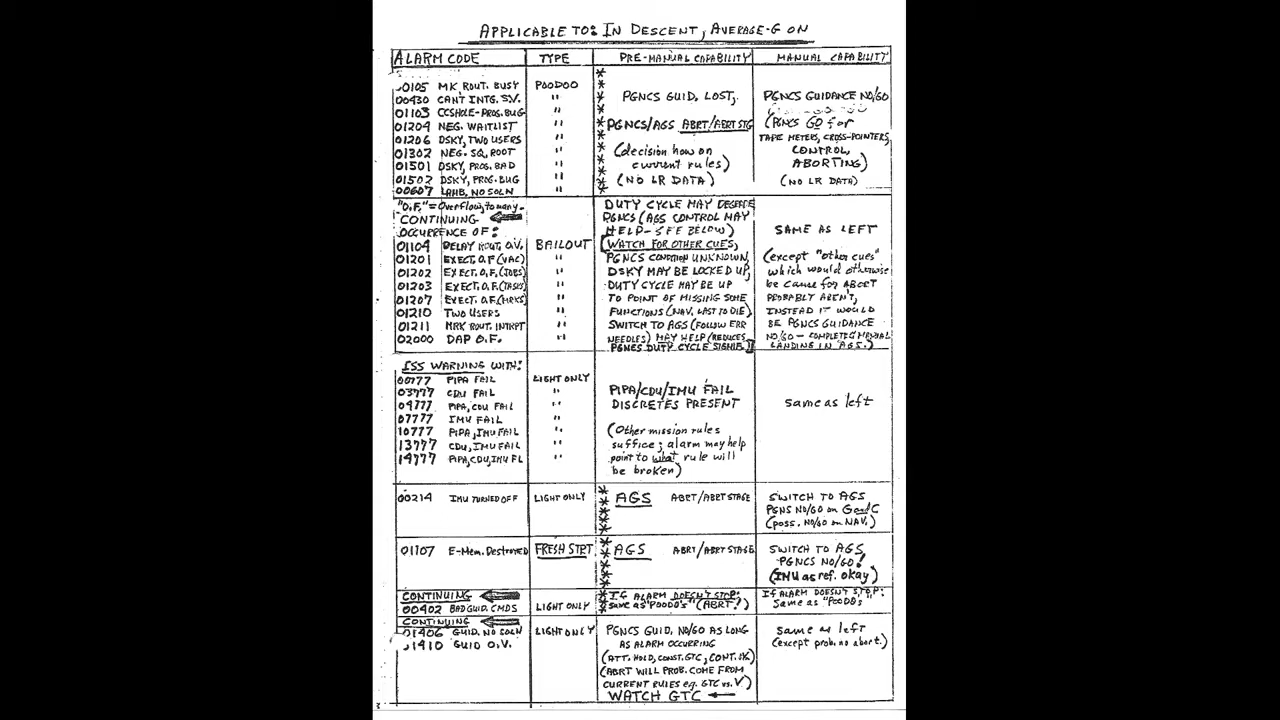 APPLICABLE TO: IN DESCENT, AVERAGE-G ON
ALARM CODE TYPE PRE-MANUAL CAPABILITY MANUAL CAPABILITY
00105 MK ROUT. BUSY POODOO
00430 CAN'T INTG. S.V. "
01103 CCSHOLE-PROG. BUG "
01204 NEG. WAITLIST "
01206 DSKY, TWO USERS "
01302 NEG. SQ. ROOT "
01501 DSKY, PROG. BAD "
01502 DSKY, PROG. BUG "
00607 LAMB. NO SOLN "
PGNCS GUID. LOST,
PGNCS/AGS ABRT/ABRT STG
(decision how on
current rules)
(NO LR DATA)
PGNCS GUIDANCE NO/GO
(PGNCS GO for
TAPE METERS, CROSS-POINTERS,
CONTROL,
ABORTING)
(NO LR DATA)
"O.F." = Overflow, to many.
CONTINUING
OCCURRENCE OF:
01104 DELAY ROUT. O.V. BAILOUT
01201 EXECT. O.F (VAC) "
01202 EXECT. O.F. (JOBS) "
01203 EXECT. O.F. (TASKS) "
01207 EXECT. O.F. (MRKS) "
01210 TWO USERS "
01211 MRK ROUT. INTRPT "
02000 DAP O.F. "
DUTY CYCLE MAY DEGRADE
PGNCS (AGS CONTROL MAY
HELP - SEE BELOW)
(WATCH FOR OTHER CUES,
PGNCS CONDITION UNKNOWN,
DSKY MAY BE LOCKED UP,
DUTY CYCLE MAY BE UP
TO POINT OF MISSING SOME
FUNCTIONS (NAV. LAST TO DIE).
SWITCH TO AGS (FOLLOW ERR
NEEDLES) MAY HELP (REDUCES
PGNCS DUTY CYCLE SIGNIF.))
SAME AS LEFT
(except "other cues"
which would otherwise
be cause for ABORT
PROBABLY AREN'T,
INSTEAD IT WOULD
BE PGNCS GUIDANCE
NO/GO - COMPLETE MANUAL
LANDING IN AGS.)
ISS WARNING WITH:
00777 PIPA FAIL LIGHT ONLY
03777 CDU FAIL "
04777 PIPA, CDU FAIL "
07777 IMU FAIL "
10777 PIPA, IMU FAIL "
13777 CDU, IMU FAIL "
14777 PIPA, CDU, IMU FL "
PIPA/CDU/IMU FAIL
DISCRETES PRESENT
(Other mission rules
suffice; alarm may help
point to what rule will
be broken)
same as left
00214 IMU TURNED OFF LIGHT ONLY AGS ABRT/ABRT STAGE
SWITCH TO AGS
PGNS NO/GO on G and C
(poss. NO/GO on NAV.)
01107 E-Mem. Destroyed FRESH STRT AGS ABRT/ABRT STAGE
SWITCH TO AGS,
PGNCS NO/GO!
(IMU as ref. okay)
CONTINUING
00402 BAD GUID. CMDS LIGHT ONLY
IF ALARM DOESN'T STOP:
same as "POODO's" (ABRT!)
If ALARM DOESN'T STOP:
Same as "POODO's"
CONTINUING
01406 GUID. NO SOLN LIGHT ONLY
01410 GUID O.V.
PGNCS GUID. NO/GO AS LONG
AS ALARM OCCURRING
(ATT. HOLD, CONST. GTC, CONT.
(ABRT WILL PROB. COME FROM
CURRENT RULES e.g. GTC vs. V)
WATCH GTC
same as left
(except prob. no abort.)